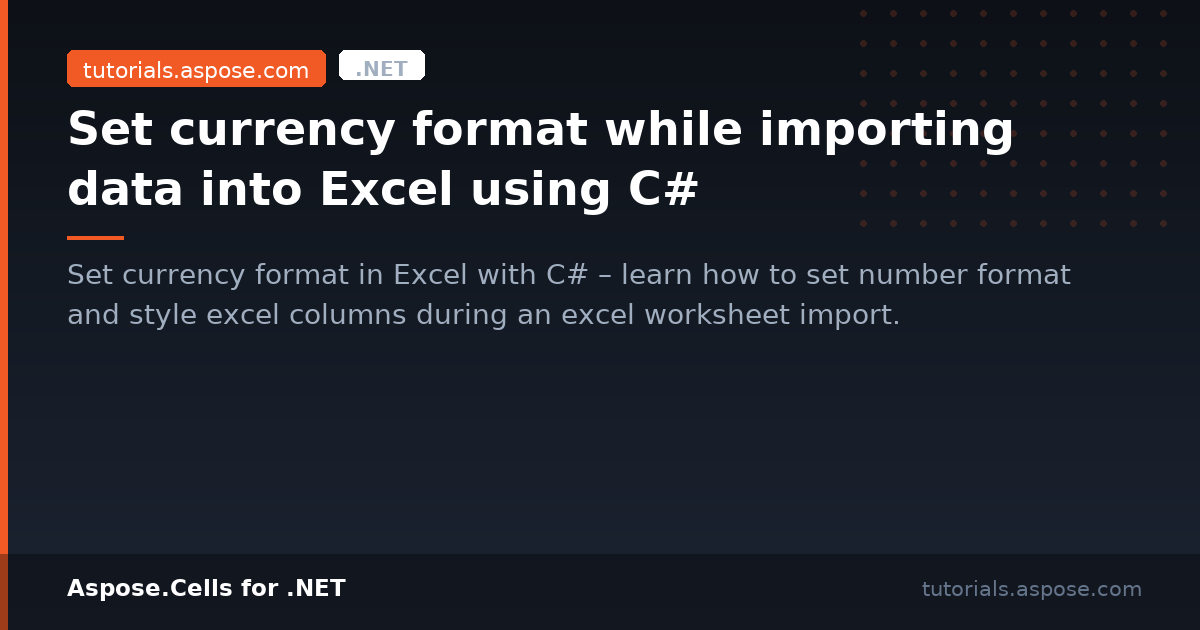 tutorials.aspose.com
.NET
Set currency format while importing
data into Excel using C#
Set currency format in Excel with C# – learn how to set number format
and style excel columns during an excel worksheet import.
Aspose.Cells for .NET
tutorials.aspose.com